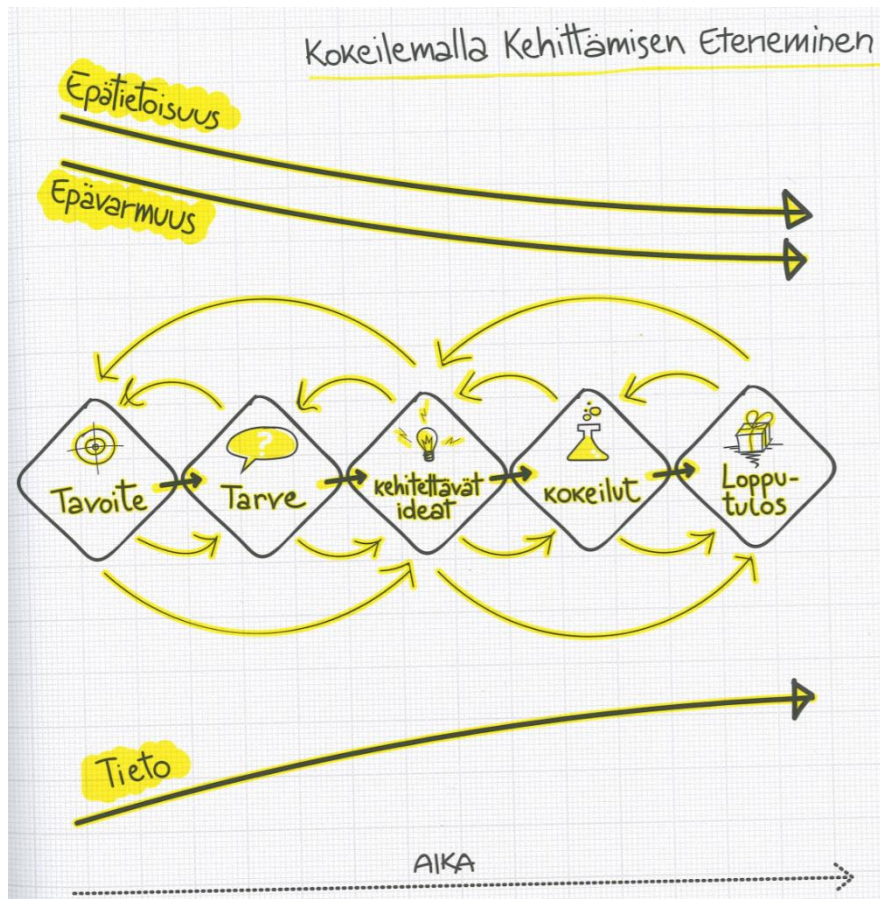 Kokeilemalla Kehittämisen Eteneminen
Epätietoisuus
Epävarmuus
?
Tavoite
Tarve
Kehitettävät
ideat
Kokeilut
Loppu-
tulos
Tieto
AIKA